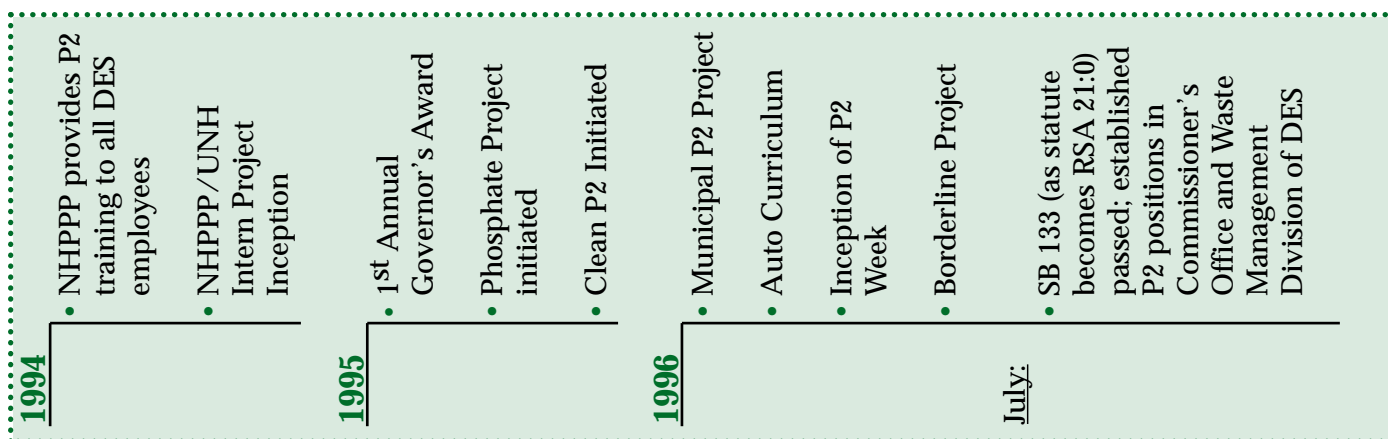 1994
• NHPPP provides P2
training to all DES
employees
• NHPPP/UNH
Intern Project
Inception
1995
• 1st Annual
Governor's Award
• Phosphate Project
initiated
• Clean P2 Initiated
1996
• Municipal P2 Project
• Auto Curriculum
• Inception of P2
Week
• Borderline Project
July:
• SB 133 (as statute
becomes RSA 21:0)
passed; established
P2 positions in
Commissioner's
Office and Waste
Management
Division of DES